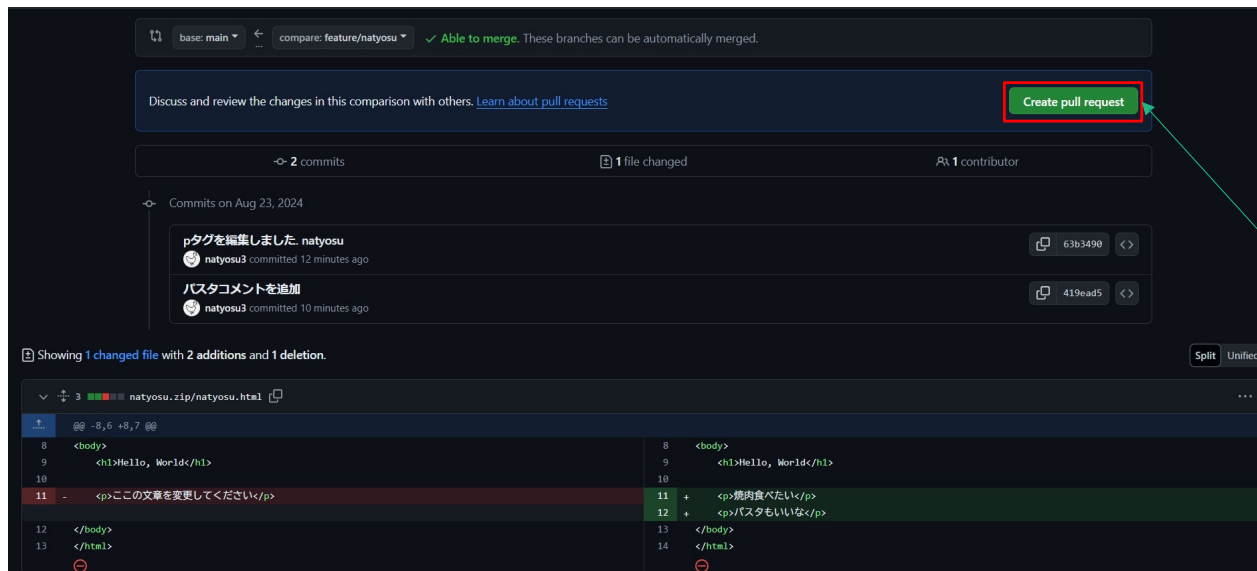 base: main compare: feature/natyosu Able to merge. These branches can be automatically merged.
Discuss and review the changes in this comparison with others. Learn about pull requests Create pull request
2 commits 1 file changed 1 contributor
Commits on Aug 23, 2024
pタグを編集しました. natyosu
natyosu3 committed 12 minutes ago
63b3490
パスタコメントを追加
natyosu3 committed 10 minutes ago
419ead5
Showing 1 changed file with 2 additions and 1 deletion. Split Unified
3 natyosu.zip/natyosu.html
@@ -8,6 +8,7 @@
8 <body> 8 <body>
9 <h1>Hello, World</h1> 9 <h1>Hello, World</h1>
10 10
11 - <p>ここの文章を変更してください</p> 11 + <p>焼肉食べたい</p>
12 + <p>パスタもいいな</p>
12 </body> 13 </body>
13 </html> 14 </html>